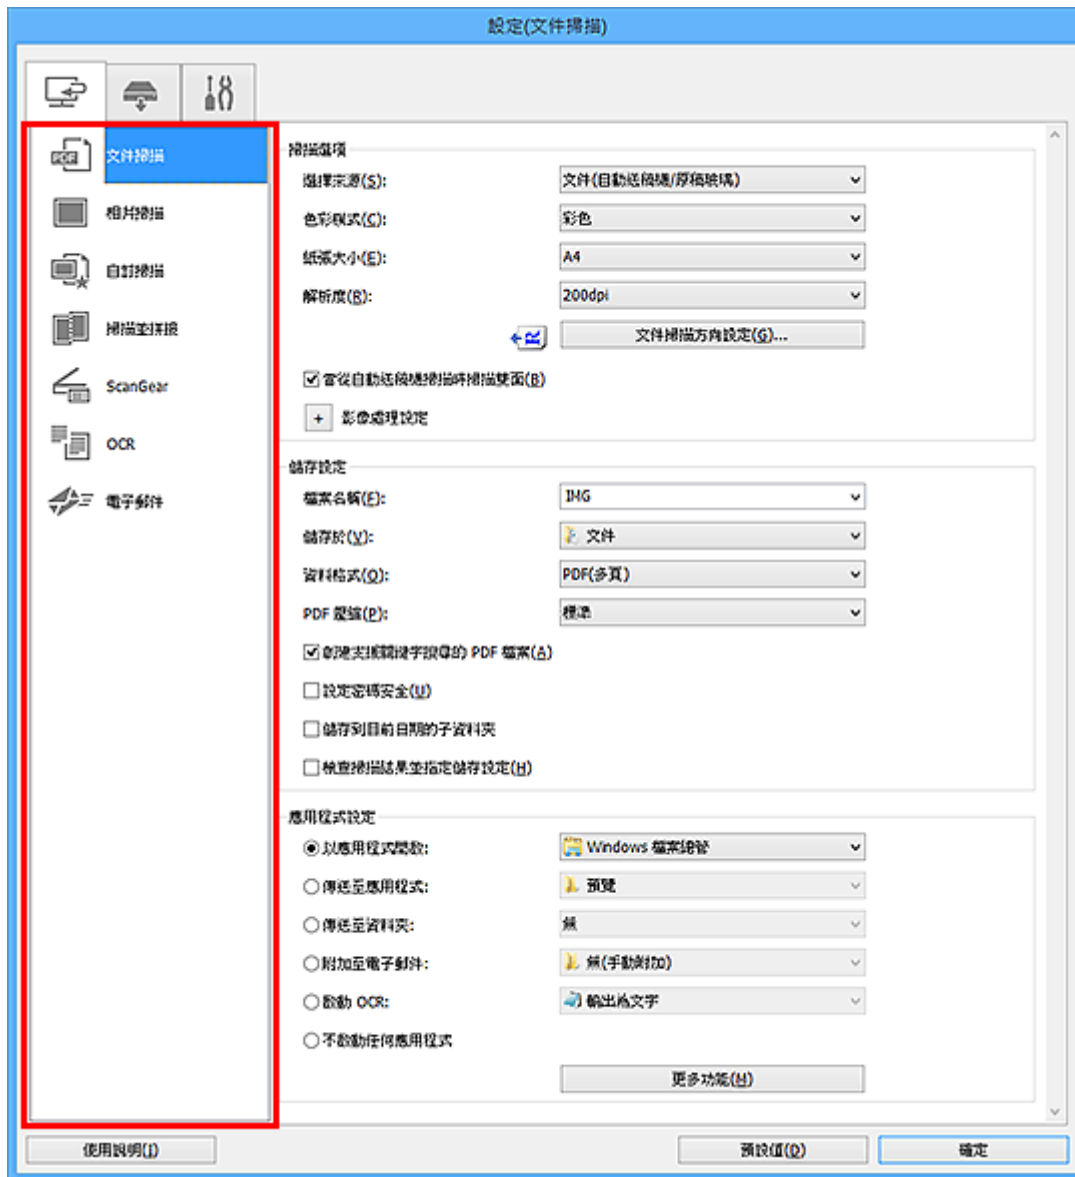 設定(文件掃描)
文件掃描
相片掃描
自訂掃描
掃描並拼接
ScanGear
OCR
電子郵件
掃描選項
選擇來源(S):
文件(自動送稿機/原稿玻璃)
色彩模式(C):
彩色
紙張大小(E):
A4
解析度(R):
200dpi
文件掃描方向設定(G)...
當從自動送稿機掃描時掃描雙面(B)
+ 影像處理設定
儲存設定
檔案名稱(F):
IMG
儲存於(V):
文件
資料格式(O):
PDF(多頁)
PDF 壓縮(P):
標準
創建支援關鍵字搜尋的 PDF 檔案(A)
設定密碼安全(U)
儲存到目前日期的子資料夾
檢查掃描結果並指定儲存設定(H)
應用程式設定
以應用程式開啟:
Windows 檔案總管
傳送至應用程式:
預覽
傳送至資料夾:
無
附加至電子郵件:
無(手動附加)
啟動 OCR:
輸出為文字
不啟動任何應用程式
更多功能(M)
使用說明(I)
預設值(D)
確定